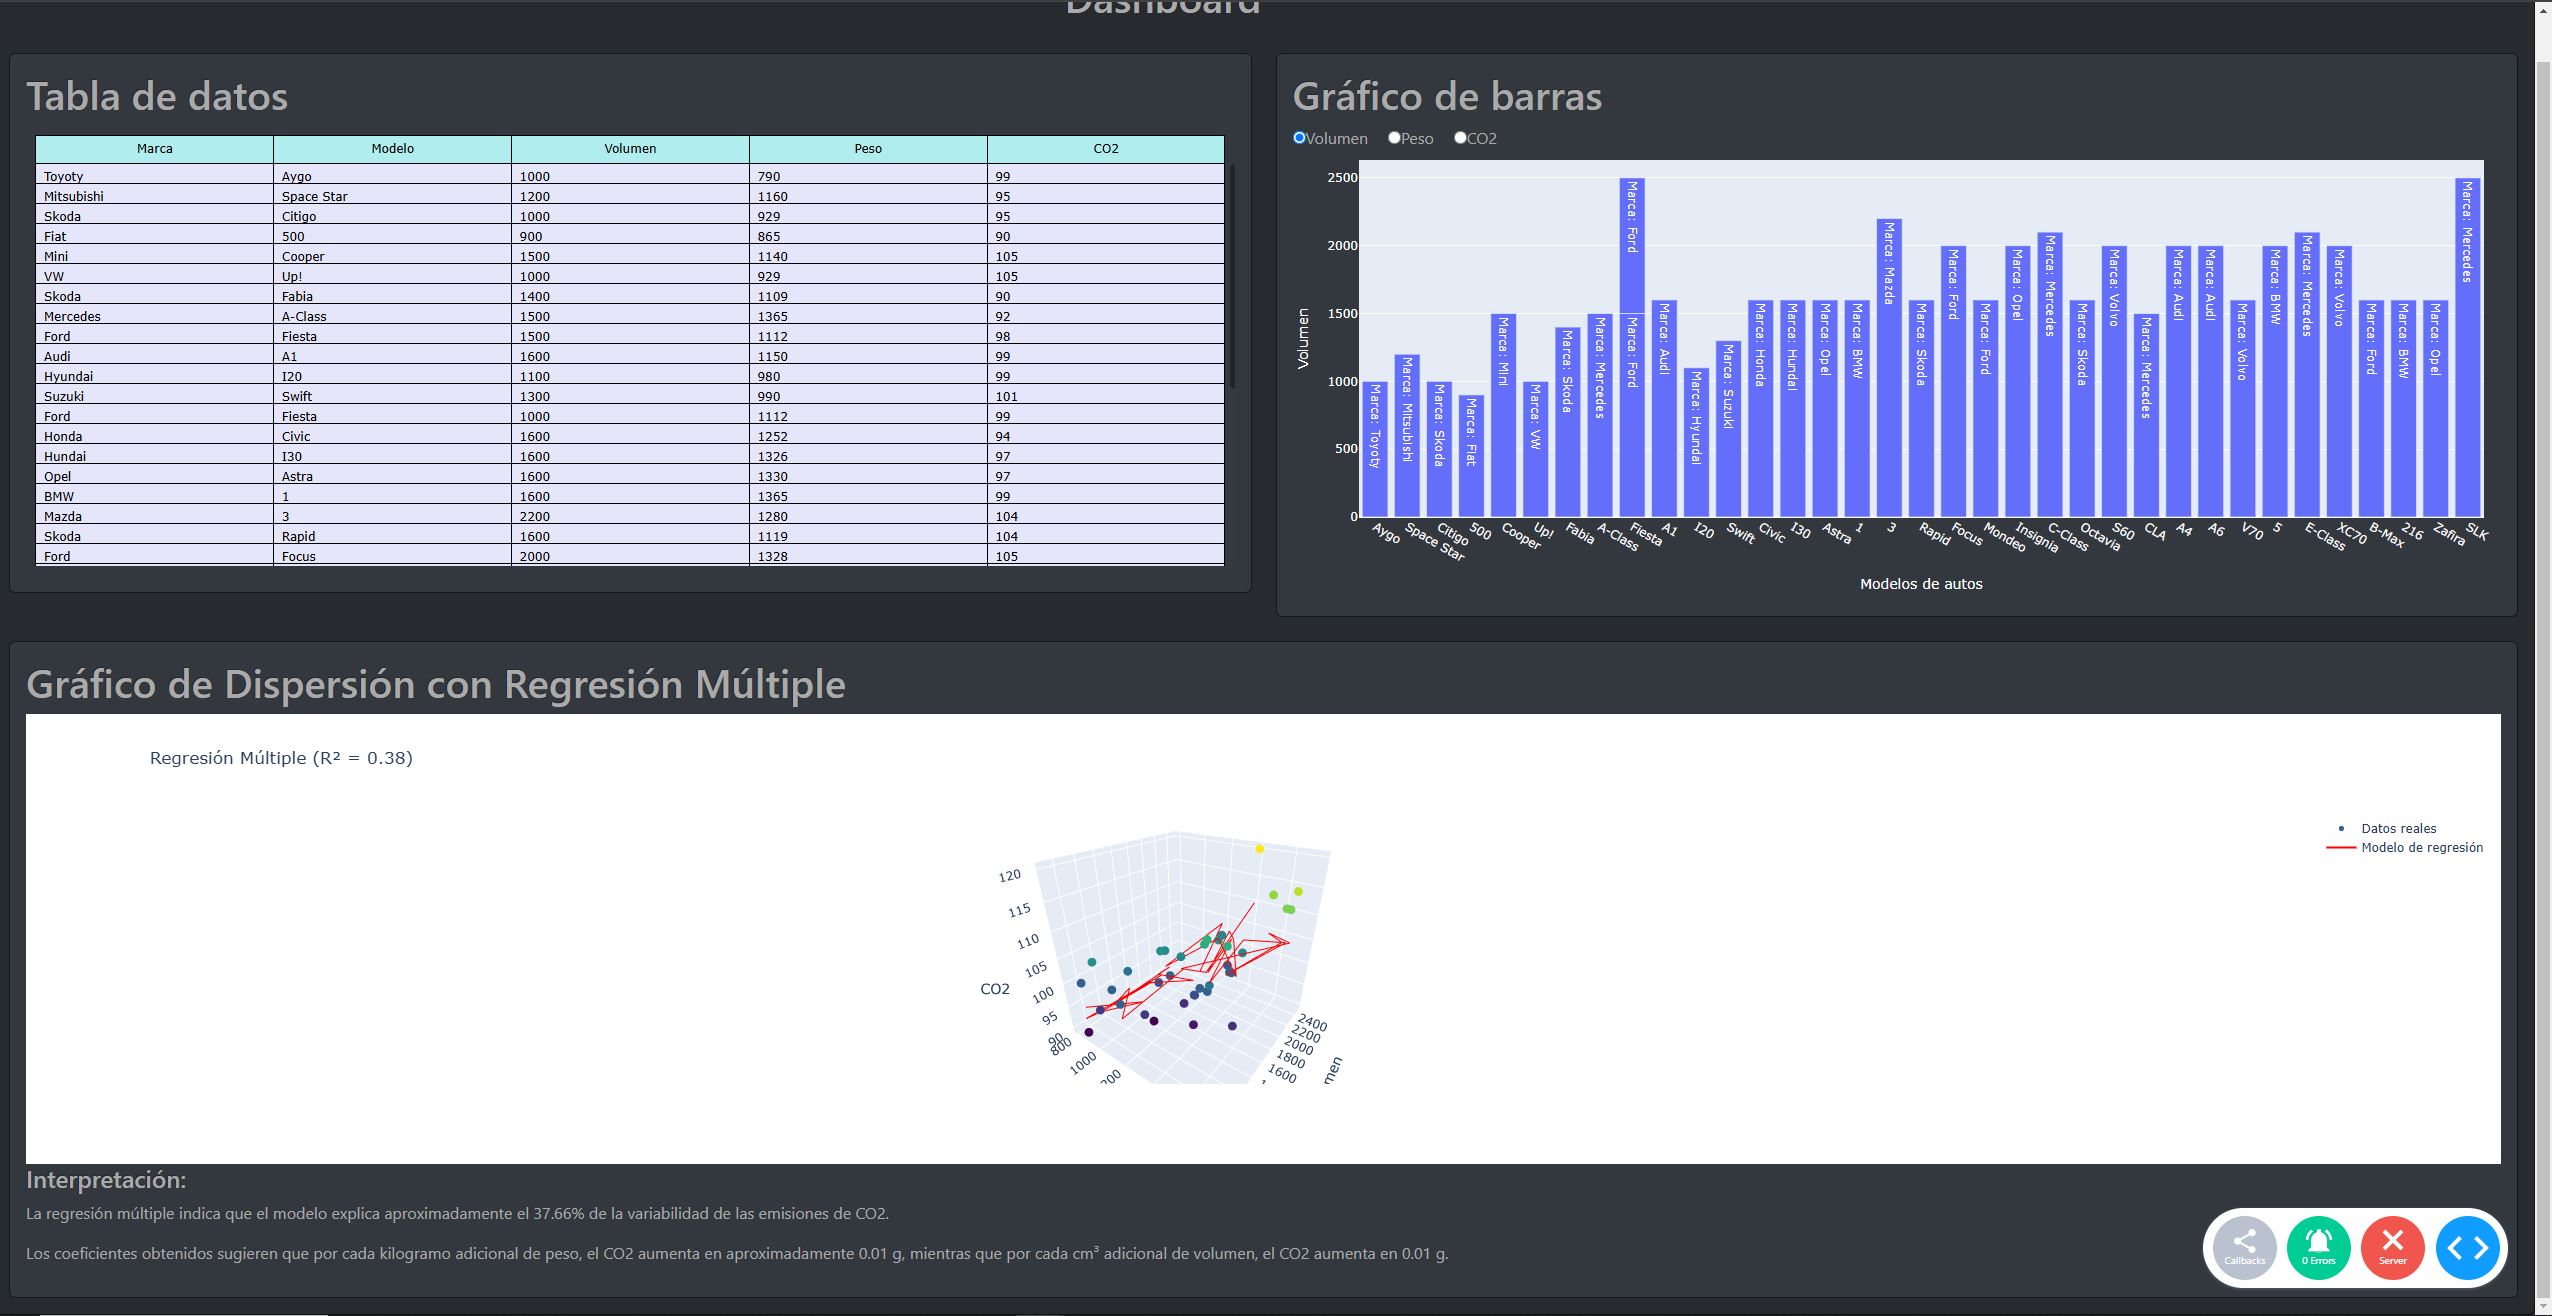 Dashboard
Tabla de datos
Marca Modelo Volumen Peso CO2
Toyoty Aygo 1000 790 99
Mitsubishi Space Star 1200 1160 95
Skoda Citigo 1000 929 95
Fiat 500 900 865 90
Mini Cooper 1500 1140 105
VW Up! 1000 929 105
Skoda Fabia 1400 1109 90
Mercedes A-Class 1500 1365 92
Ford Fiesta 1500 1112 98
Audi A1 1600 1150 99
Hyundai I20 1100 980 99
Suzuki Swift 1300 990 101
Ford Fiesta 1000 1112 99
Honda Civic 1600 1252 94
Hundai I30 1600 1326 97
Opel Astra 1600 1330 97
BMW 1 1600 1365 99
Mazda 3 2200 1280 104
Skoda Rapid 1600 1119 104
Ford Focus 2000 1328 105
Gráfico de barras
Volumen Peso CO2
2500
2000
1500
1000
500
0
Volumen
Marca: Toyoty
Marca: Mitsubishi
Marca: Skoda
Marca: Fiat
Marca: Mini
Marca: VW
Marca: Skoda
Marca: Mercedes
Marca: Ford
Marca: Ford
Marca: Audi
Marca: Hyundai
Marca: Suzuki
Marca: Honda
Marca: Hundai
Marca: Opel
Marca: BMW
Marca: Mazda
Marca: Skoda
Marca: Ford
Marca: Ford
Marca: Opel
Marca: Mercedes
Marca: Skoda
Marca: Volvo
Marca: Mercedes
Marca: Audi
Marca: Audi
Marca: Volvo
Marca: BMW
Marca: Mercedes
Marca: Volvo
Marca: Ford
Marca: BMW
Marca: Opel
Marca: Mercedes
Aygo Space Star Citigo 500 Cooper Up! Fabia A-Class Fiesta A1 I20 Swift Civic I30 Astra 1 3 Rapid Focus Mondeo Insignia C-Class Octavia S60 CLA A4 A6 V70 5 E-Class XC70 B-Max 216 Zafira SLK
Modelos de autos
Gráfico de Dispersión con Regresión Múltiple
Regresión Múltiple (R² = 0.38)
Datos reales
Modelo de regresión
120
115
110
105
100
95
90
CO2
800
1000
200
2400
2200
2000
1800
1600
1
men
Interpretación:
La regresión múltiple indica que el modelo explica aproximadamente el 37.66% de la variabilidad de las emisiones de CO2.
Los coeficientes obtenidos sugieren que por cada kilogramo adicional de peso, el CO2 aumenta en aproximadamente 0.01 g, mientras que por cada cm³ adicional de volumen, el CO2 aumenta en 0.01 g.
Callbacks 0 Errors Server